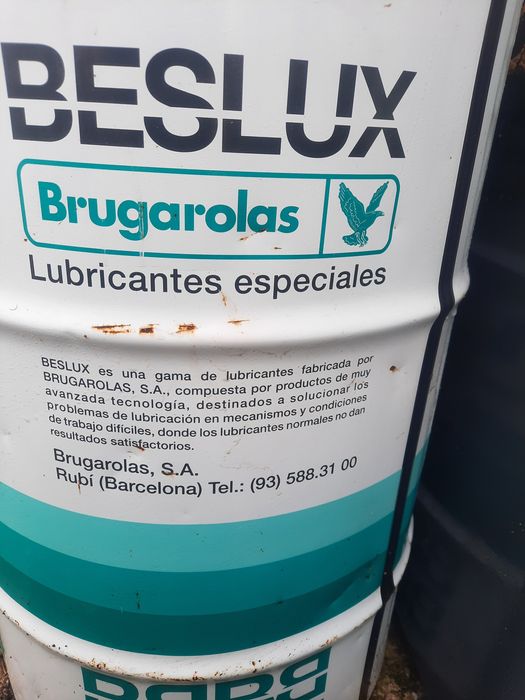 BESLUX
Brugarolas
Lubricantes especiales
BESLUX es una gama de lubricantes fabricada por
BRUGAROLAS, S.A., compuesta por productos de muy
avanzada tecnología, destinados a solucionar los
problemas de lubricación en mecanismos y condiciones
de trabajo difíciles, donde los lubricantes normales no dan
resultados satisfactorios.
Brugarolas, S.A.
Rubí (Barcelona) Tel.: (93) 588.31 00